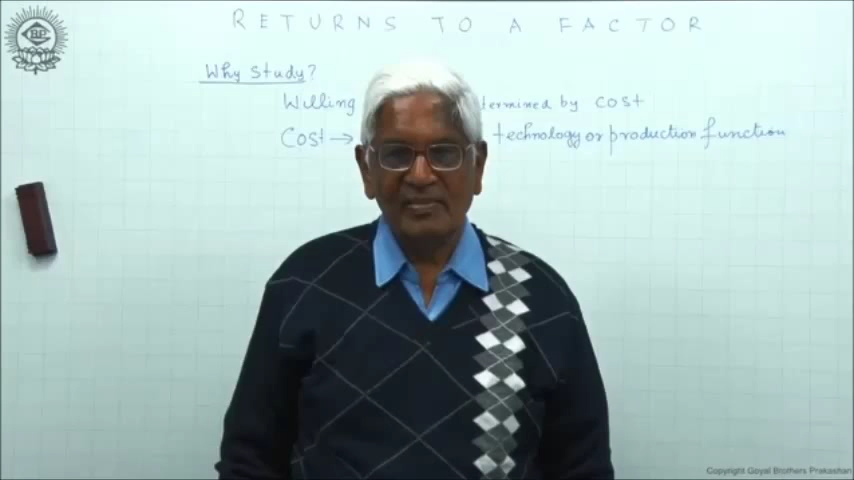 RETURNS TO A FACTOR
Why Study?
Willing termined by cost
Cost → technology or production function
Copyright Goyal Brothers Prakashan